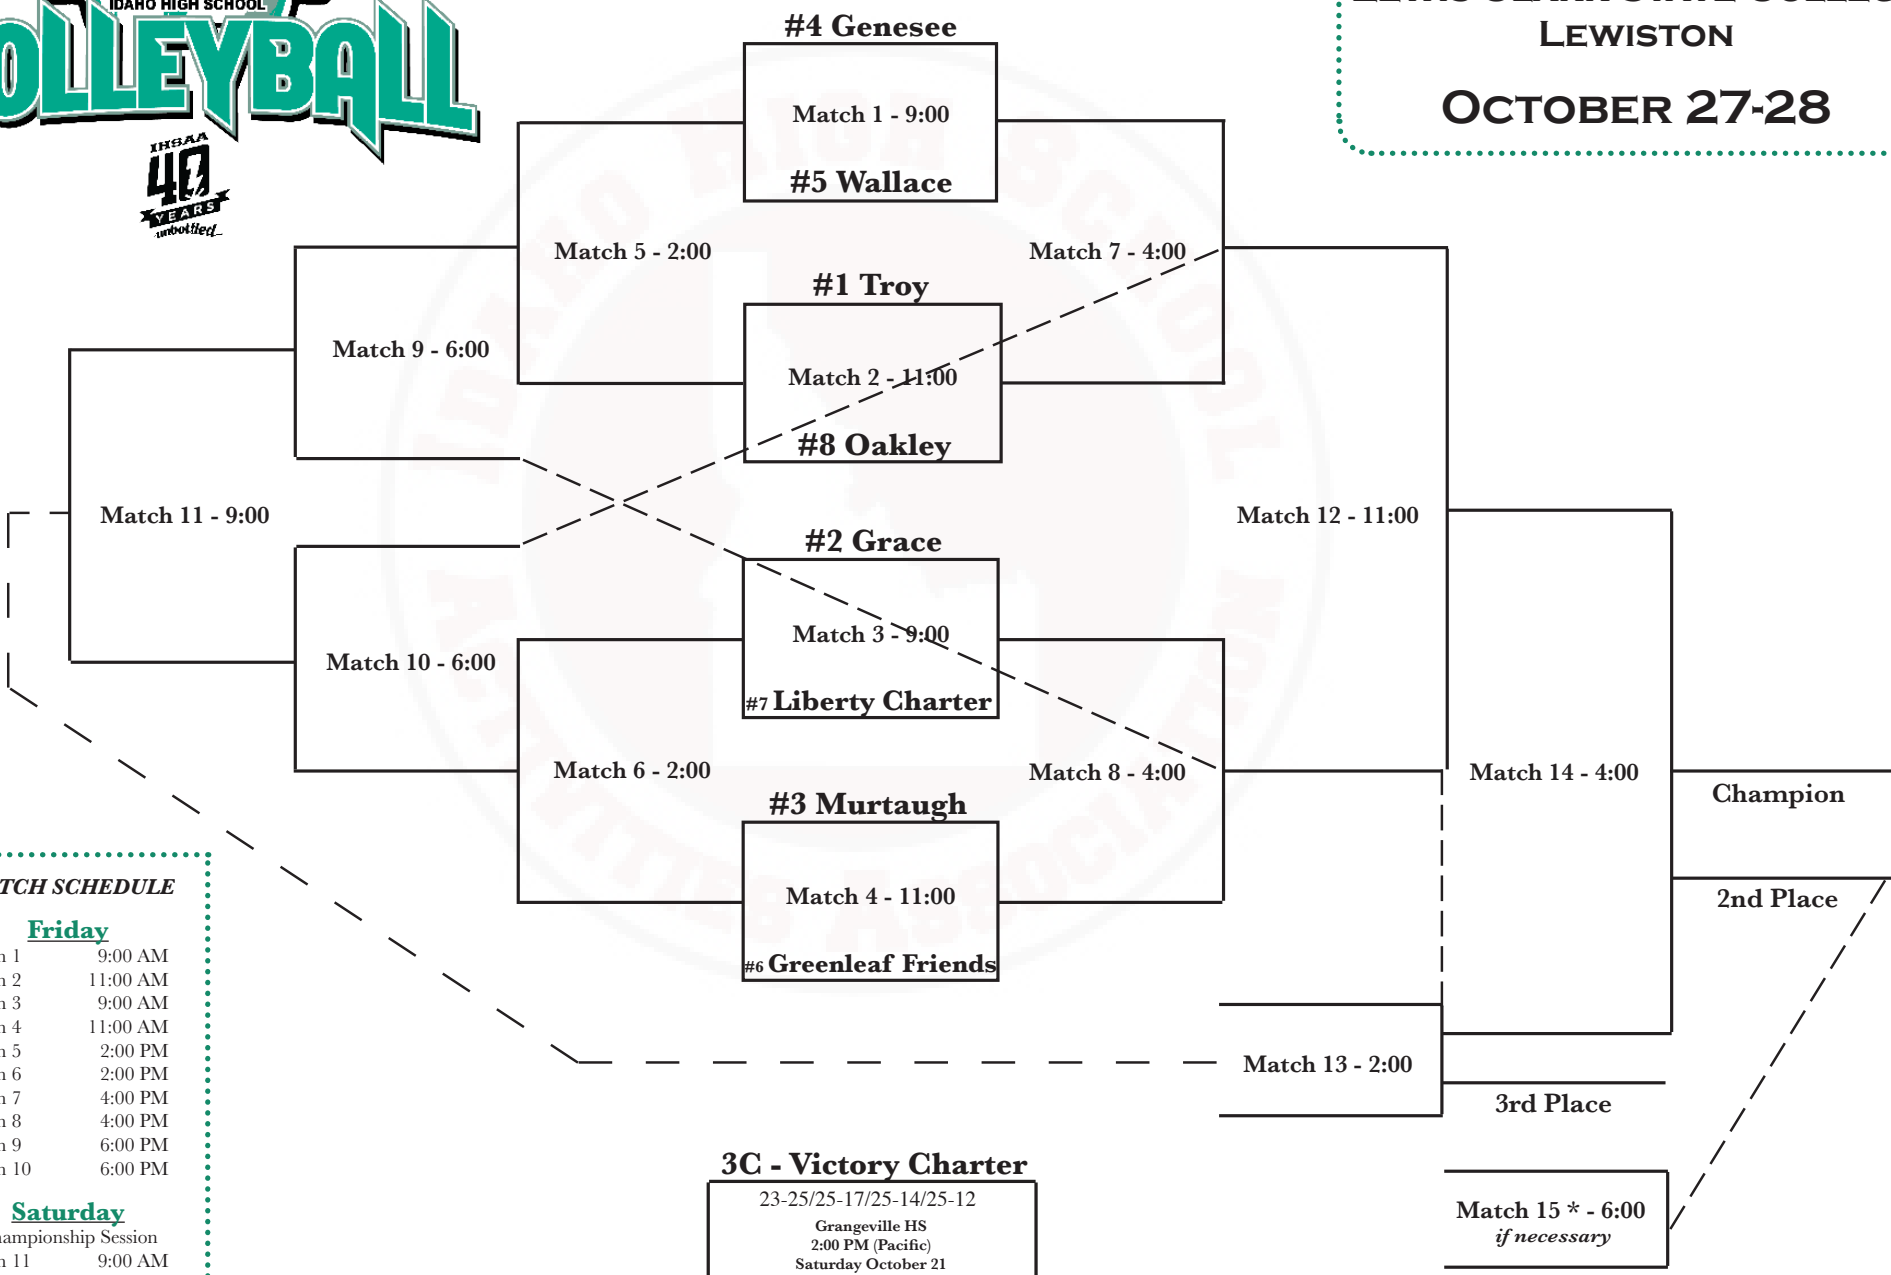 IDAHO HIGH SCHOOL
OLLEYBALL
IHSAA
40
YEARS
unbottled
LEWISTON
OCTOBER 27-28
#4 Genesee
Match 1 - 9:00
#5 Wallace
Match 5 - 2:00
Match 7 - 4:00
#1 Troy
Match 9 - 6:00
Match 2 - 11:00
#8 Oakley
Match 11 - 9:00
Match 12 - 11:00
#2 Grace
Match 3 - 9:00
Match 10 - 6:00
#7 Liberty Charter
Match 6 - 2:00
Match 8 - 4:00
Match 14 - 4:00
#3 Murtaugh
Champion
Match 4 - 11:00
2nd Place
#6 Greenleaf Friends
Match 13 - 2:00
3rd Place
Match 15 * - 6:00
if necessary
TCH SCHEDULE
Friday
h 1 9:00 AM
h 2 11:00 AM
h 3 9:00 AM
h 4 11:00 AM
h 5 2:00 PM
h 6 2:00 PM
h 7 4:00 PM
h 8 4:00 PM
h 9 6:00 PM
h 10 6:00 PM
Saturday
hampionship Session
h 11 9:00 AM
3C - Victory Charter
23-25/25-17/25-14/25-12
Grangeville HS
2:00 PM (Pacific)
Saturday October 21
IDAHO HIGH SCHOOL
ACTIVITIES ASSOCIATION